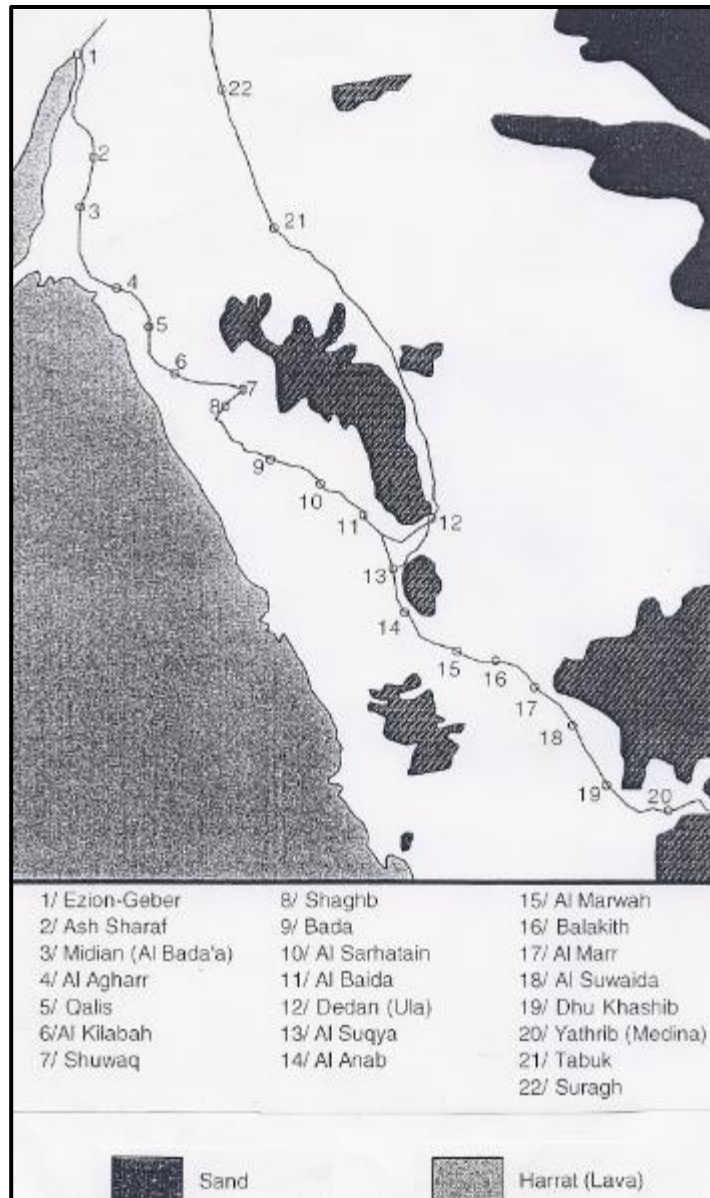 1
22
2
3
21
4
5
6
7
8
9
10
11
12
13
14
15
16
17
18
19
20
1/ Ezion-Geber
2/ Ash Sharaf
3/ Midian (Al Bada'a)
4/ Al Agharr
5/ Qalis
6/Al Kilabah
7/ Shuwaq
8/ Shaghb
9/ Bada
10/ Al Sarhatain
11/ Al Baida
12/ Dedan (Ula)
13/ Al Suqya
14/ Al Anab
15/ Al Marwah
16/ Balakith
17/ Al Marr
18/ Al Suwaida
19/ Dhu Khashib
20/ Yathrib (Medina)
21/ Tabuk
22/ Suragh
Sand
Harrat (Lava)